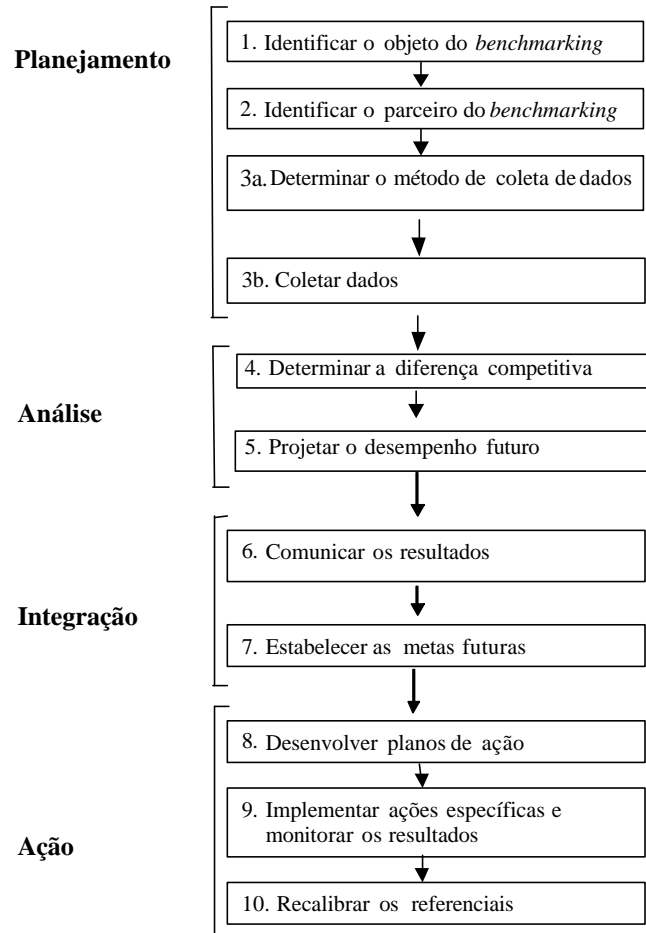 Planejamento
1. Identificar o objeto do benchmarking
2. Identificar o parceiro do benchmarking
3a. Determinar o método de coleta de dados
3b. Coletar dados
Análise
4. Determinar a diferença competitiva
5. Projetar o desempenho futuro
Integração
6. Comunicar os resultados
7. Estabelecer as metas futuras
Ação
8. Desenvolver planos de ação
9. Implementar ações específicas e
monitorar os resultados
10. Recalibrar os referenciais